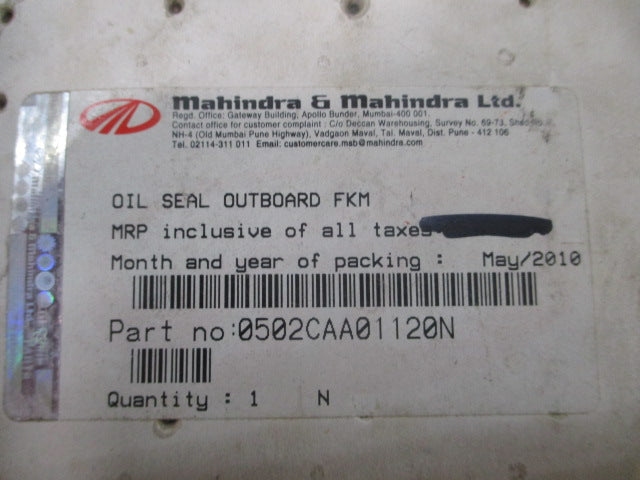 Mahindra & Mahindra Ltd.
Regd. Office: Gateway Building, Apollo Bunder, Mumbai-400 001.
Contact office for customer complaint : C/o Deccan Warehousing, Survey No. 69-73,
NH-4 (Old Mumbai Pune Highway), Vadgaon Maval, Tal. Maval, Dist. Pune - 412 106
Tel. 02114-311 011 Email: customercare.msb@mahindra.com
OIL SEAL OUTBOARD FKM
MRP inclusive of all taxes
Month and year of packing : May/2010
Part no:0502CAA01120N
Quantity : 1 N